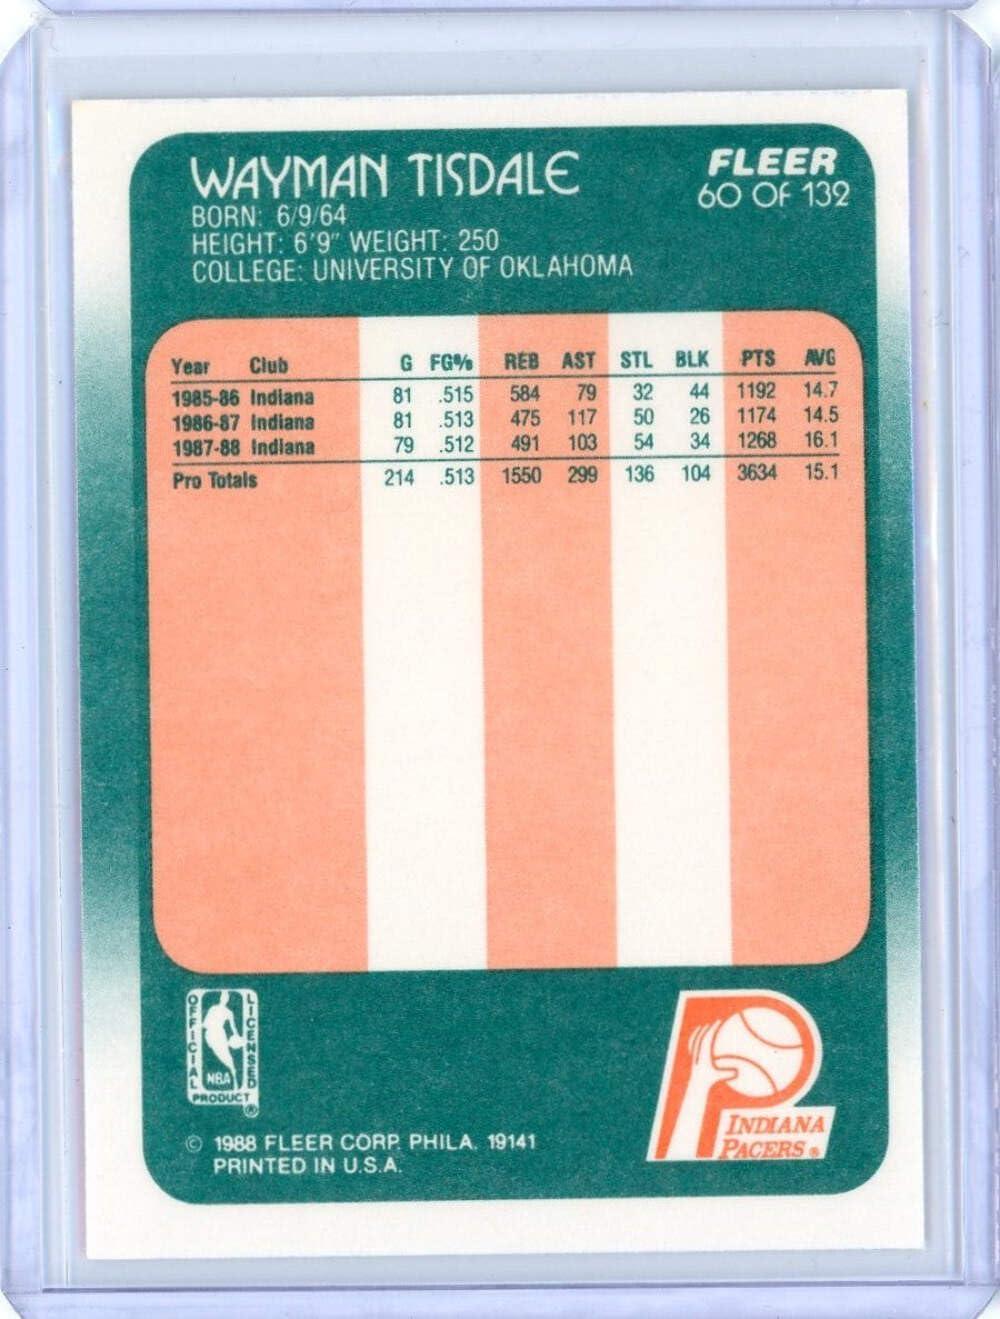 WAYMAN TISDALE
BORN: 6/9/64
HEIGHT: 6'9" WEIGHT: 250
COLLEGE: UNIVERSITY OF OKLAHOMA
FLEER
60 OF 132
Year Club G FG% REB AST STL BLK PTS AVG
1985-86 Indiana 81 .515 584 79 32 44 1192 14.7
1986-87 Indiana 81 .513 475 117 50 26 1174 14.5
1987-88 Indiana 79 .512 491 103 54 34 1268 16.1
Pro Totals 214 .513 1550 299 136 104 3634 15.1
OFFICIAL LICENSED
NBA
PRODUCT ®
© 1988 FLEER CORP. PHILA. 19141
PRINTED IN U.S.A.
INDIANA
PACERS ®